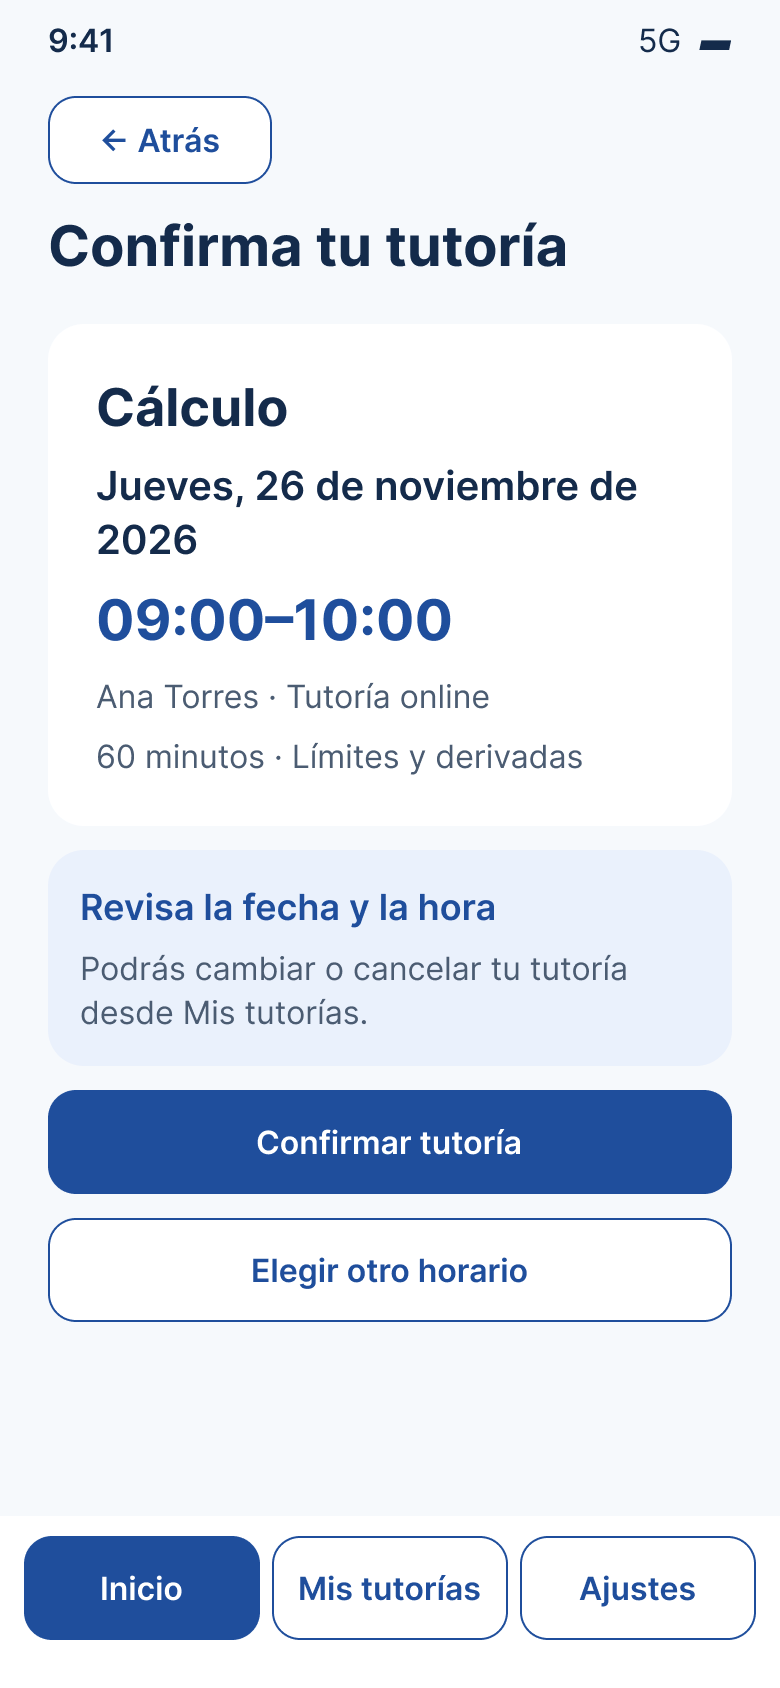 9:41
5G
← Atrás
Confirma tu tutoría
Cálculo
Jueves, 26 de noviembre de
2026
09:00–10:00
Ana Torres · Tutoría online
60 minutos · Límites y derivadas
Revisa la fecha y la hora
Podrás cambiar o cancelar tu tutoría
desde Mis tutorías.
Confirmar tutoría
Elegir otro horario
Inicio
Mis tutorías
Ajustes